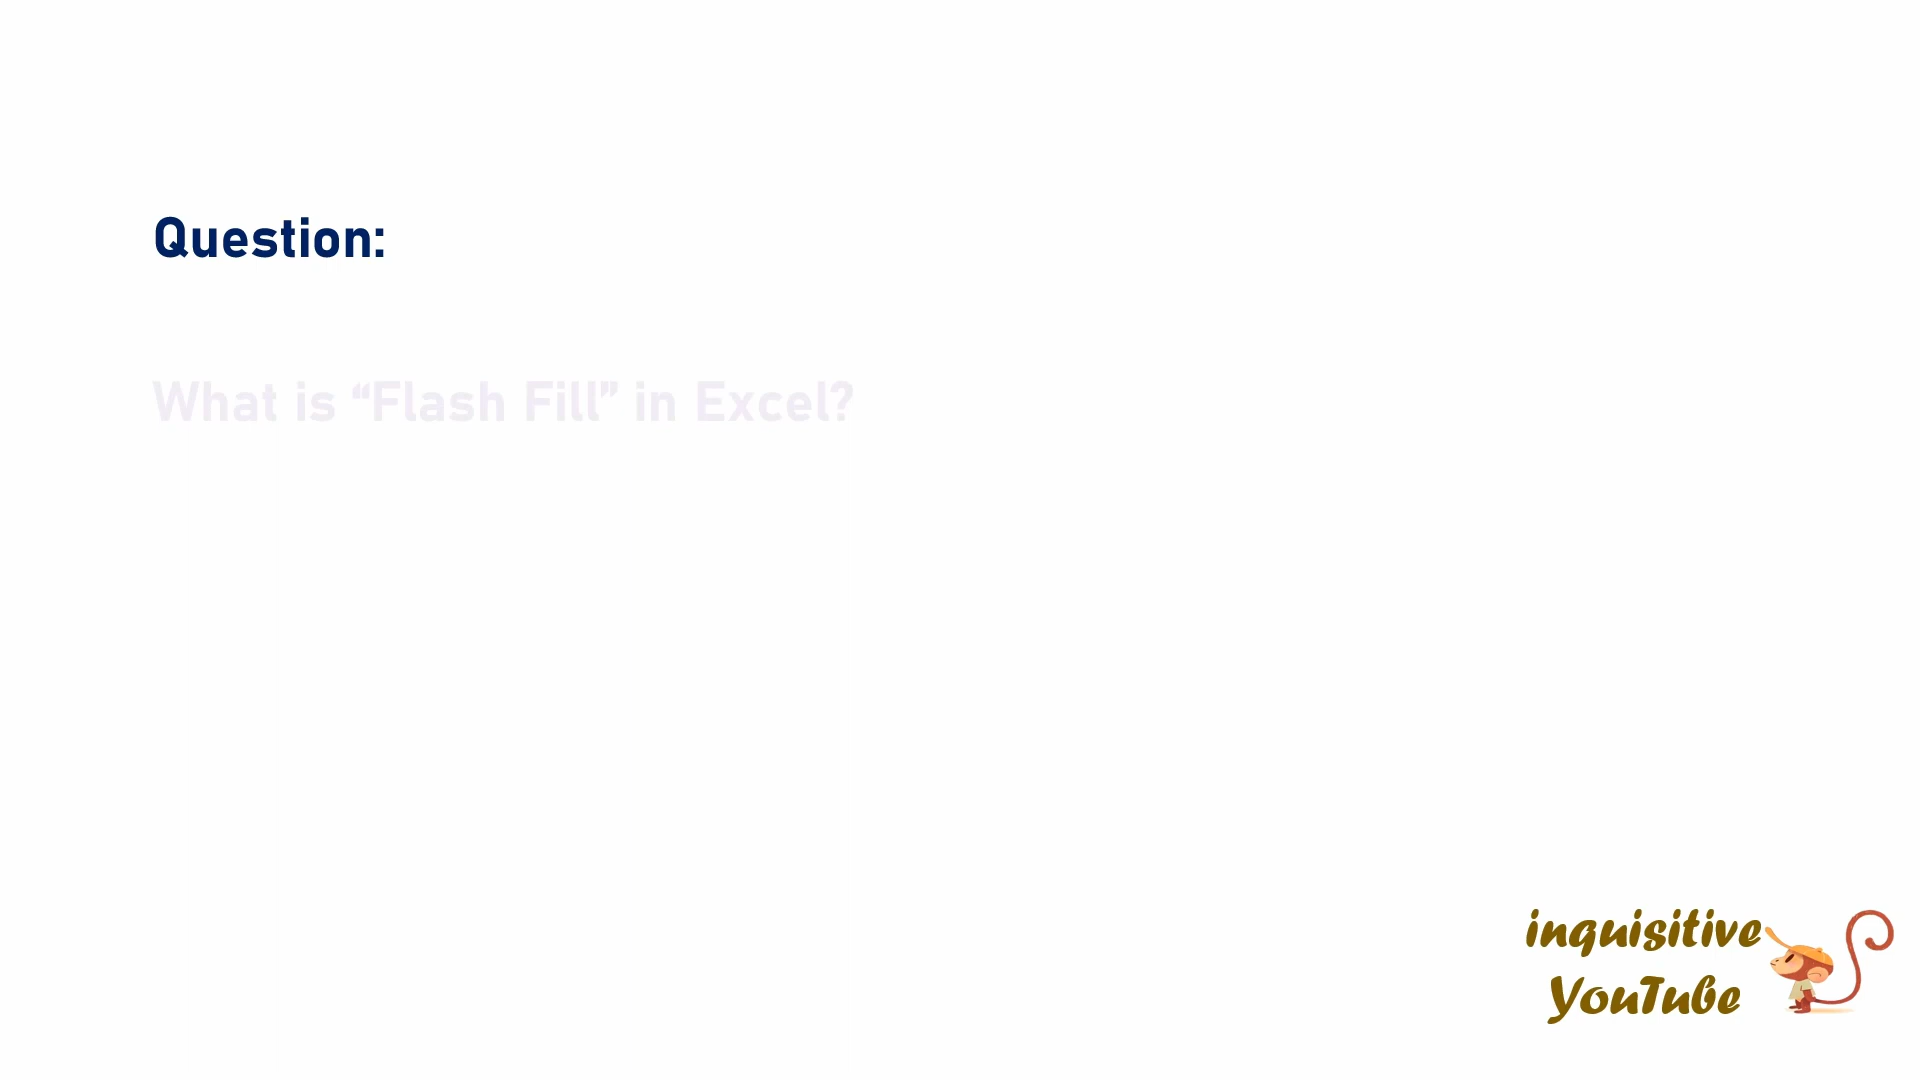 Question:
What is “Flash Fill” in Excel?
inquisitive
YouTube